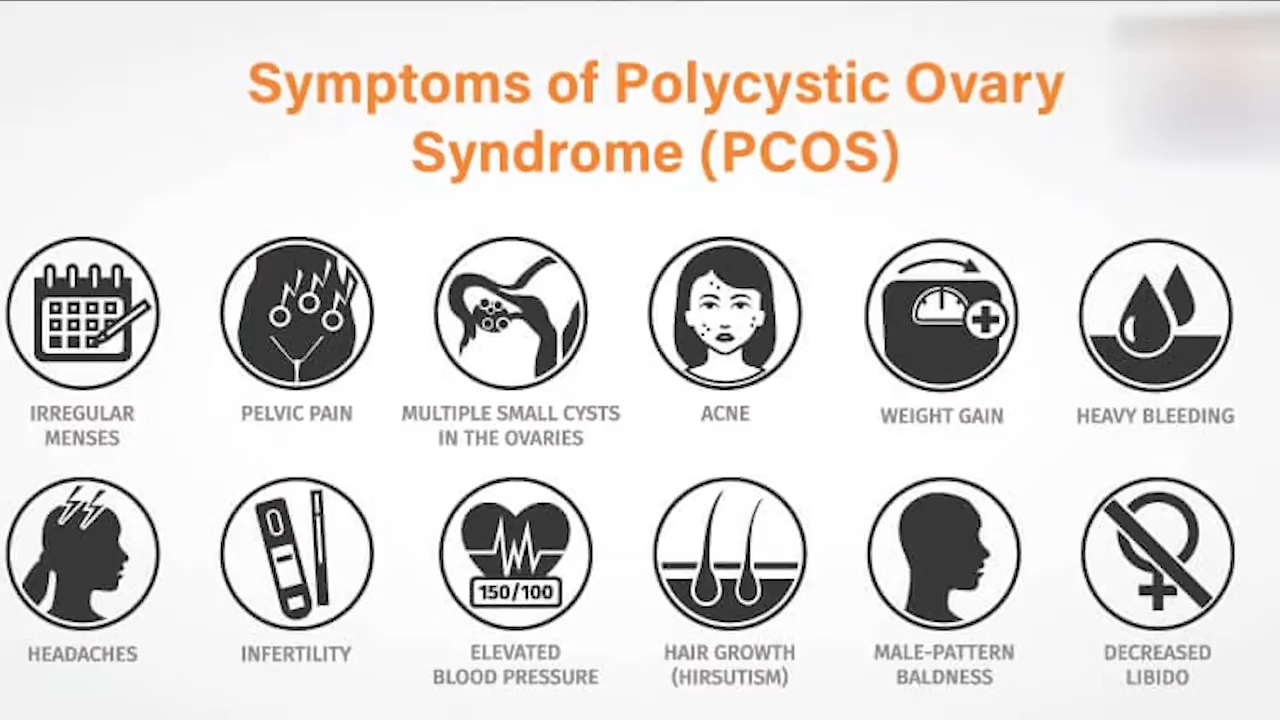 Symptoms of Polycystic Ovary
Syndrome (PCOS)
IRREGULAR
MENSES
PELVIC PAIN
MULTIPLE SMALL CYSTS
IN THE OVARIES
ACNE
WEIGHT GAIN
HEAVY BLEEDING
HEADACHES
INFERTILITY
150/100
ELEVATED
BLOOD PRESSURE
HAIR GROWTH
(HIRSUTISM)
MALE-PATTERN
BALDNESS
DECREASED
LIBIDO